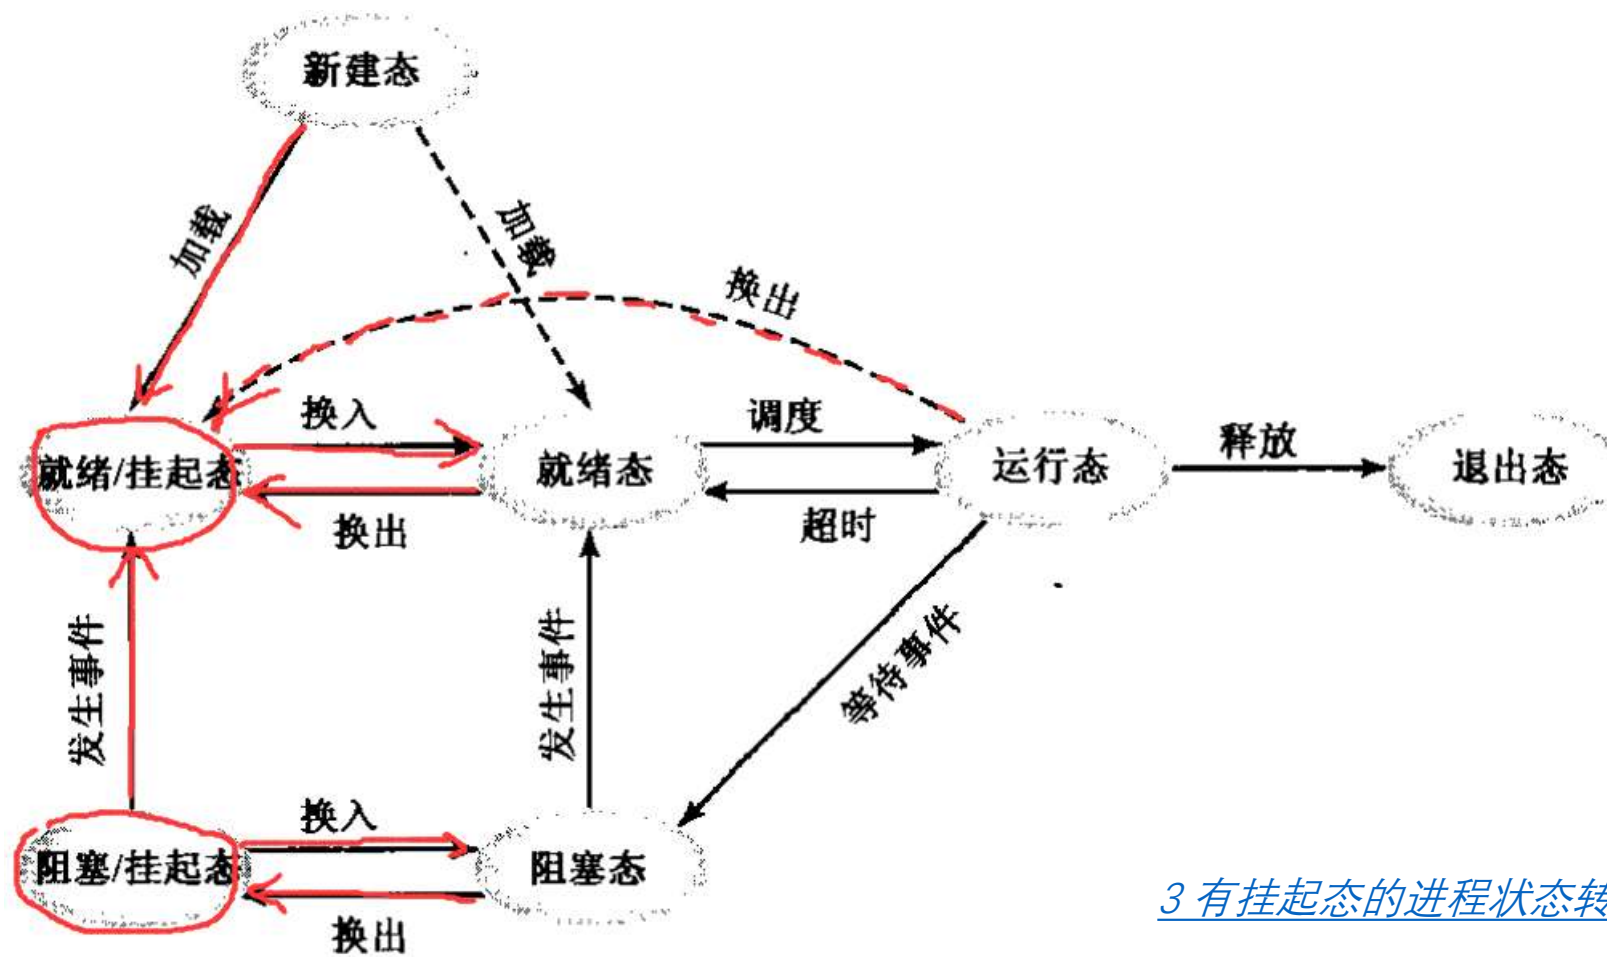 新建态
加载
加载
换出
就绪/挂起态
换入
换出
就绪态
调度
超时
运行态
释放
退出态
发生事件
发生事件
等待事件
阻塞/挂起态
换入
换出
阻塞态
3 有挂起态的进程状态转